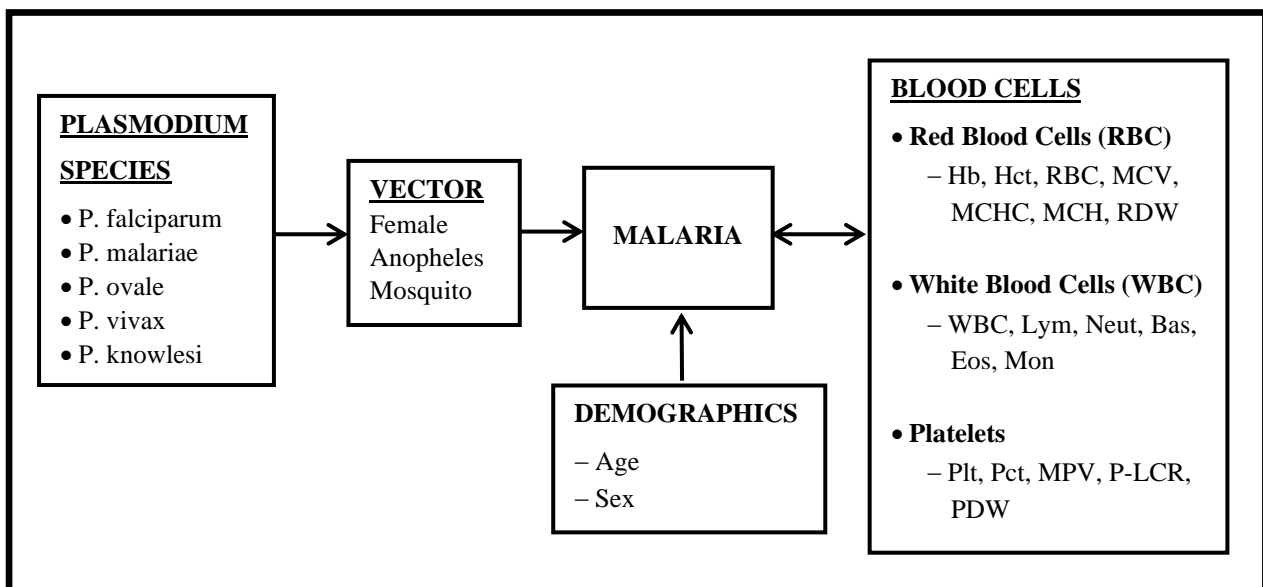 PLASMODIUM
SPECIES
• P. falciparum
• P. malariae
• P. ovale
• P. vivax
• P. knowlesi
VECTOR
Female
Anopheles
Mosquito
MALARIA
DEMOGRAPHICS
– Age
– Sex
BLOOD CELLS
• Red Blood Cells (RBC)
– Hb, Hct, RBC, MCV,
MCHC, MCH, RDW
• White Blood Cells (WBC)
– WBC, Lym, Neut, Bas,
Eos, Mon
• Platelets
– Plt, Pct, MPV, P-LCR,
PDW